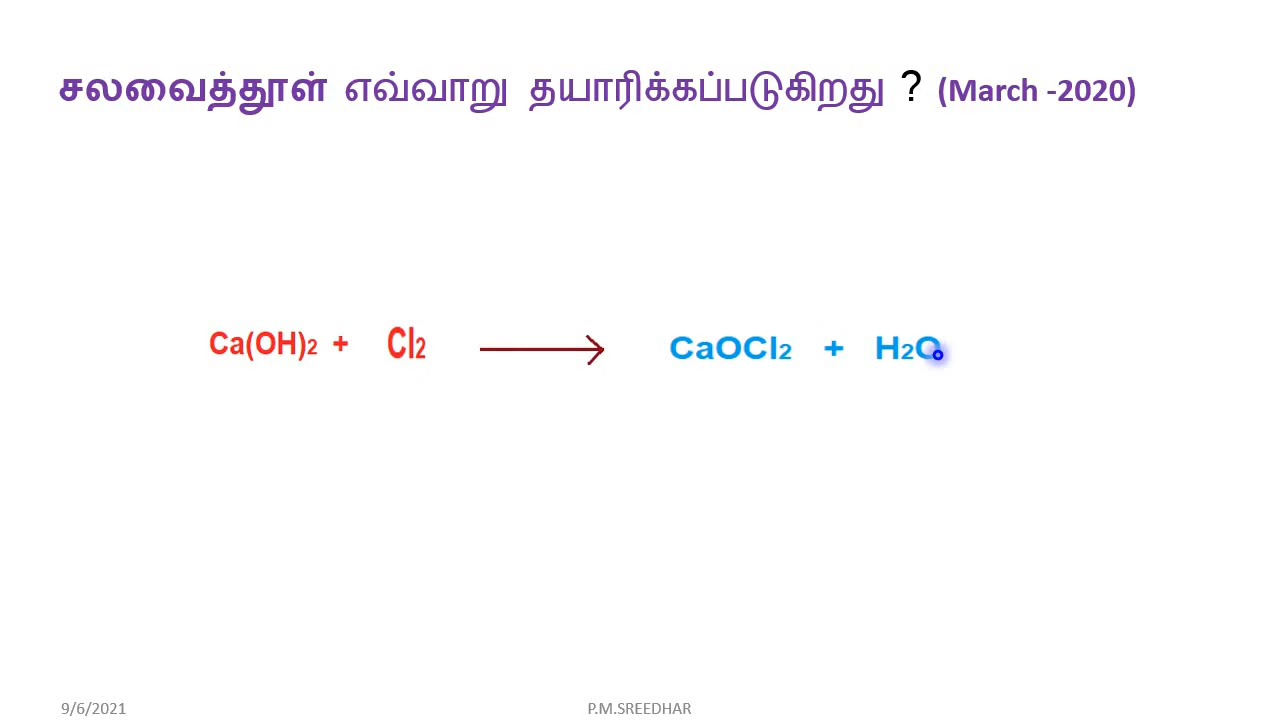 சலவைத்தூள் எவ்வாறு தயாரிக்கப்படுகிறது ? (March -2020)
Ca(OH)2 + Cl2 → CaOCl2 + H2O
9/6/2021 P.M.SREEDHAR